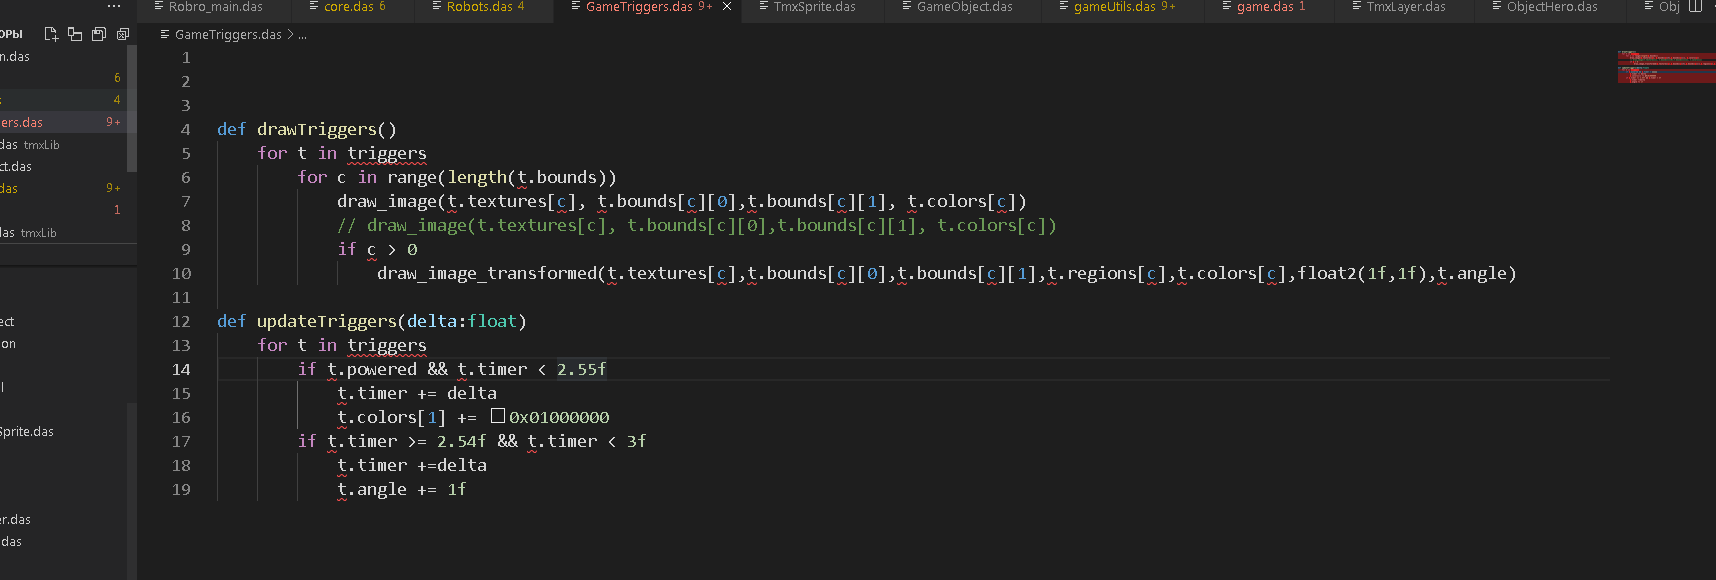 Robro_main.das core.das 6 Robots.das 4 GameTriggers.das 9+ TmxSprite.das GameObject.das gameUtils.das 9+ game.das 1 TmxLayer.das ObjectHero.das Obj
ОРЫ
GameTriggers.das > ...
n.das
6
4
ers.das 9+
das tmxLib
ct.das
das 9+
1
as tmxLib
ect
on
l
Sprite.das
er.das
.das
1
2
3
4 def drawTriggers()
5 for t in triggers
6 for c in range(length(t.bounds))
7 draw_image(t.textures[c], t.bounds[c][0],t.bounds[c][1], t.colors[c])
8 // draw_image(t.textures[c], t.bounds[c][0],t.bounds[c][1], t.colors[c])
9 if c > 0
10 draw_image_transformed(t.textures[c],t.bounds[c][0],t.bounds[c][1],t.regions[c],t.colors[c],float2(1f,1f),t.angle)
11
12 def updateTriggers(delta:float)
13 for t in triggers
14 if t.powered && t.timer < 2.55f
15 t.timer += delta
16 t.colors[1] += 0x01000000
17 if t.timer >= 2.54f && t.timer < 3f
18 t.timer +=delta
19 t.angle += 1f